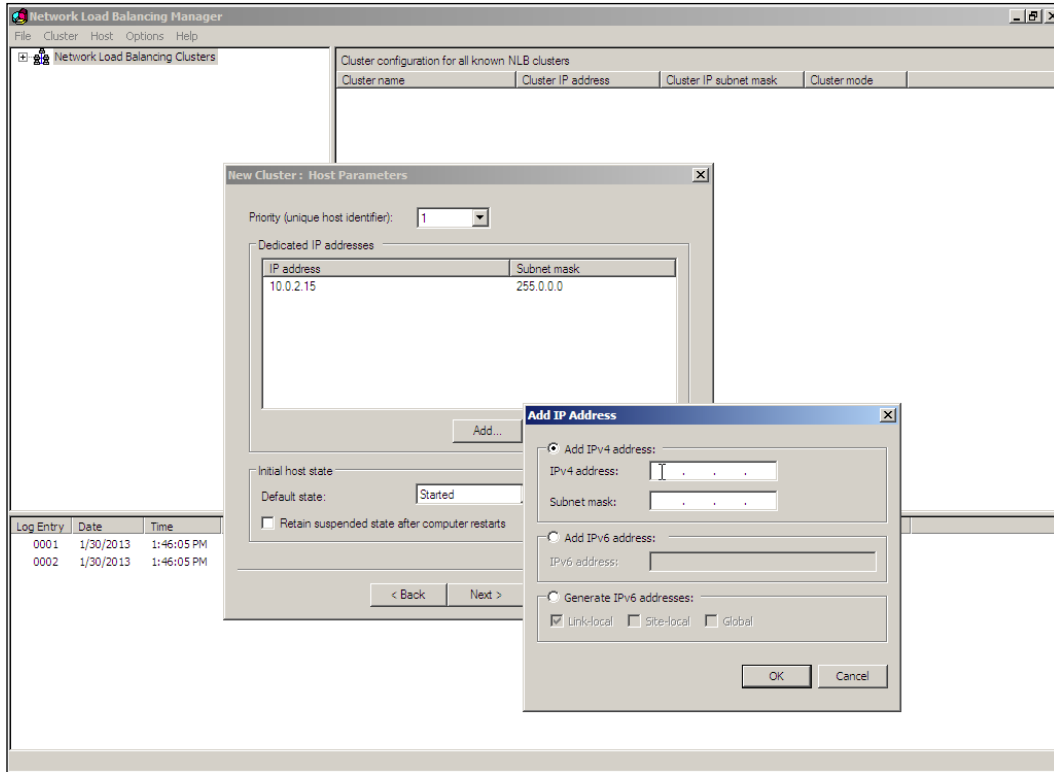 Network Load Balancing Manager
File Cluster Host Options Help
Network Load Balancing Clusters
Cluster configuration for all known NLB clusters
Cluster name Cluster IP address Cluster IP subnet mask Cluster mode
New Cluster : Host Parameters
Priority (unique host identifier): 1
Dedicated IP addresses
IP address Subnet mask
10.0.2.15 255.0.0.0
Add...
Initial host state
Default state: Started
Retain suspended state after computer restarts
< Back Next >
Add IP Address
Add IPv4 address:
IPv4 address: . . .
Subnet mask: . . .
Add IPv6 address:
IPv6 address:
Generate IPv6 addresses:
Link-local Site-local Global
OK Cancel
Log Entry Date Time
0001 1/30/2013 1:46:05 PM
0002 1/30/2013 1:46:05 PM